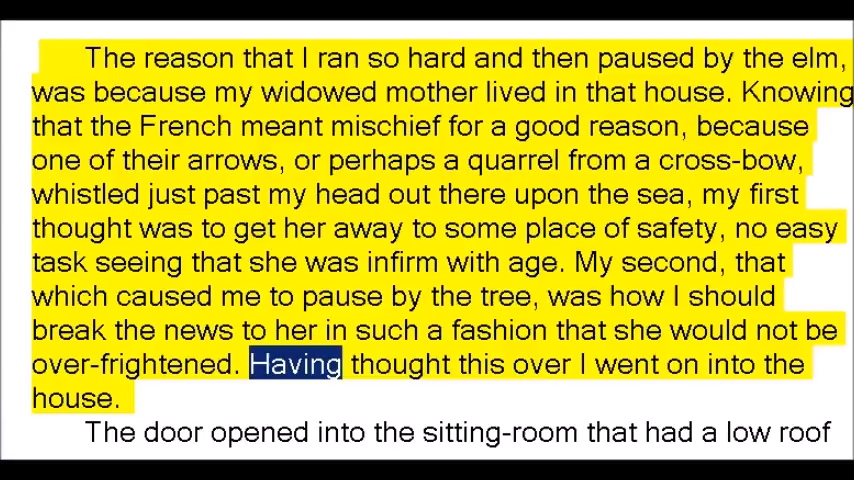 The reason that I ran so hard and then paused by the elm,
was because my widowed mother lived in that house. Knowing
that the French meant mischief for a good reason, because
one of their arrows, or perhaps a quarrel from a cross-bow,
whistled just past my head out there upon the sea, my first
thought was to get her away to some place of safety, no easy
task seeing that she was infirm with age. My second, that
which caused me to pause by the tree, was how I should
break the news to her in such a fashion that she would not be
over-frightened. Having thought this over I went on into the
house.
The door opened into the sitting-room that had a low roof